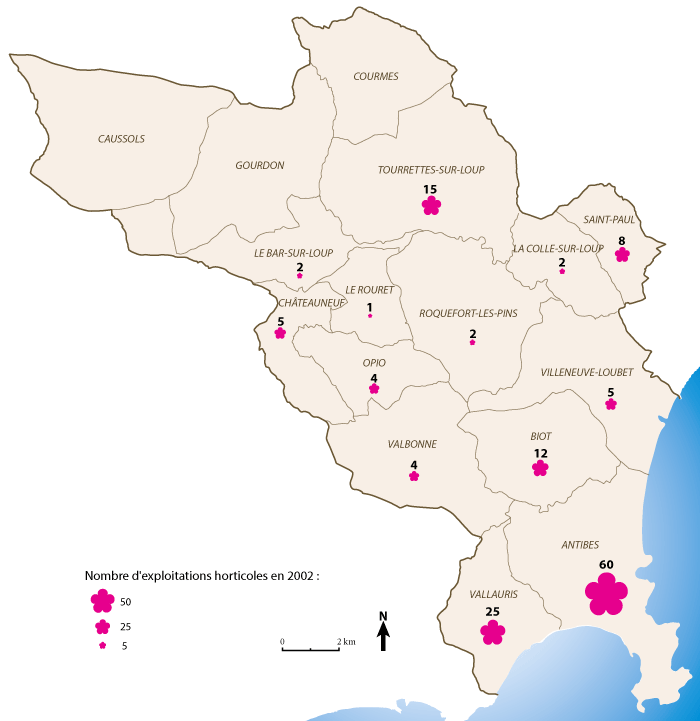 COURMES
CAUSSOLS
GOURDON
TOURRETTES-SUR-LOUP
15
SAINT-PAUL
8
LA COLLE-SUR-LOUP
2
LE BAR-SUR-LOUP
2
LE ROURET
1
CHÂTEAUNEUF
5
ROQUEFORT-LES-PINS
2
OPIO
4
VILLENEUVE-LOUBET
5
VALBONNE
4
BIOT
12
ANTIBES
60
VALLAURIS
25
Nombre d'exploitations horticoles en 2002 :
50
25
5
0 2 km
N